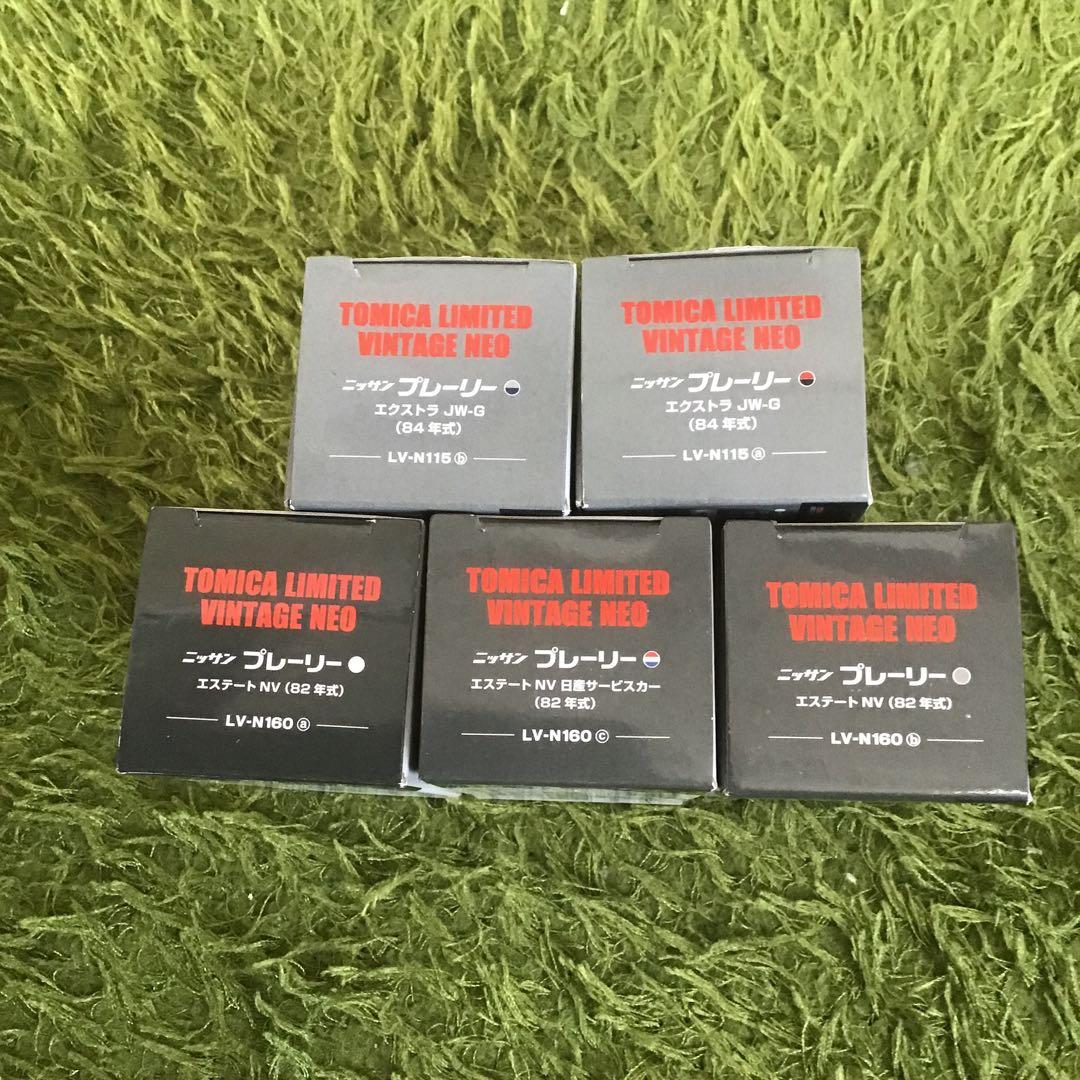 TOMICA LIMITED
VINTAGE NEO
ニッサン プレーリー
エクストラ JW-G
(84年式)
LV-N115 ⓑ
TOMICA LIMITED
VINTAGE NEO
ニッサン プレーリー
エクストラ JW-G
(84年式)
LV-N115 ⓐ
TOMICA LIMITED
VINTAGE NEO
ニッサン プレーリー
エステート NV (82年式)
LV-N160 ⓐ
TOMICA LIMITED
VINTAGE NEO
ニッサン プレーリー
エステート NV 日産サービスカー
(82年式)
LV-N160 ⓒ
TOMICA LIMITED
VINTAGE NEO
ニッサン プレーリー
エステート NV (82年式)
LV-N160 ⓑ